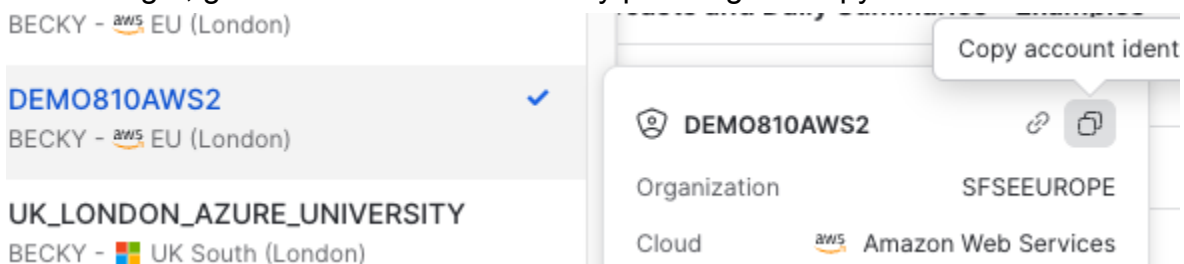 BECKY - aws EU (London)
DEMO810AWS2
BECKY - aws EU (London)
UK_LONDON_AZURE_UNIVERSITY
BECKY - UK South (London)
Copy account ident
DEMO810AWS2
Organization SFSEEUROPE
Cloud aws Amazon Web Services